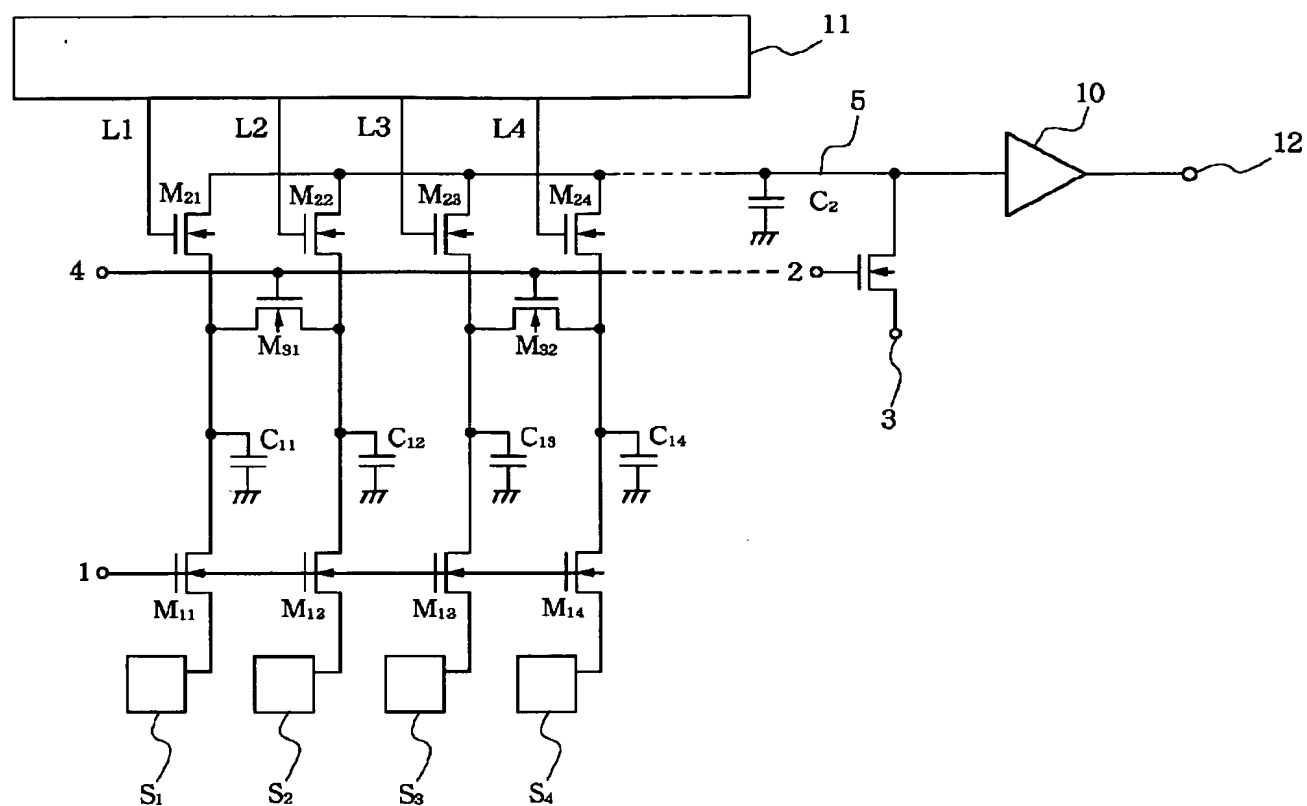 11
L1 L2 L3 L4 5 10 12
M₂₁ M₂₂ M₂₃ M₂₄ C₂
4 2
M₃₁ M₃₂
3
C₁₁ C₁₂ C₁₃ C₁₄
1
M₁₁ M₁₂ M₁₃ M₁₄
S₁ S₂ S₃ S₄